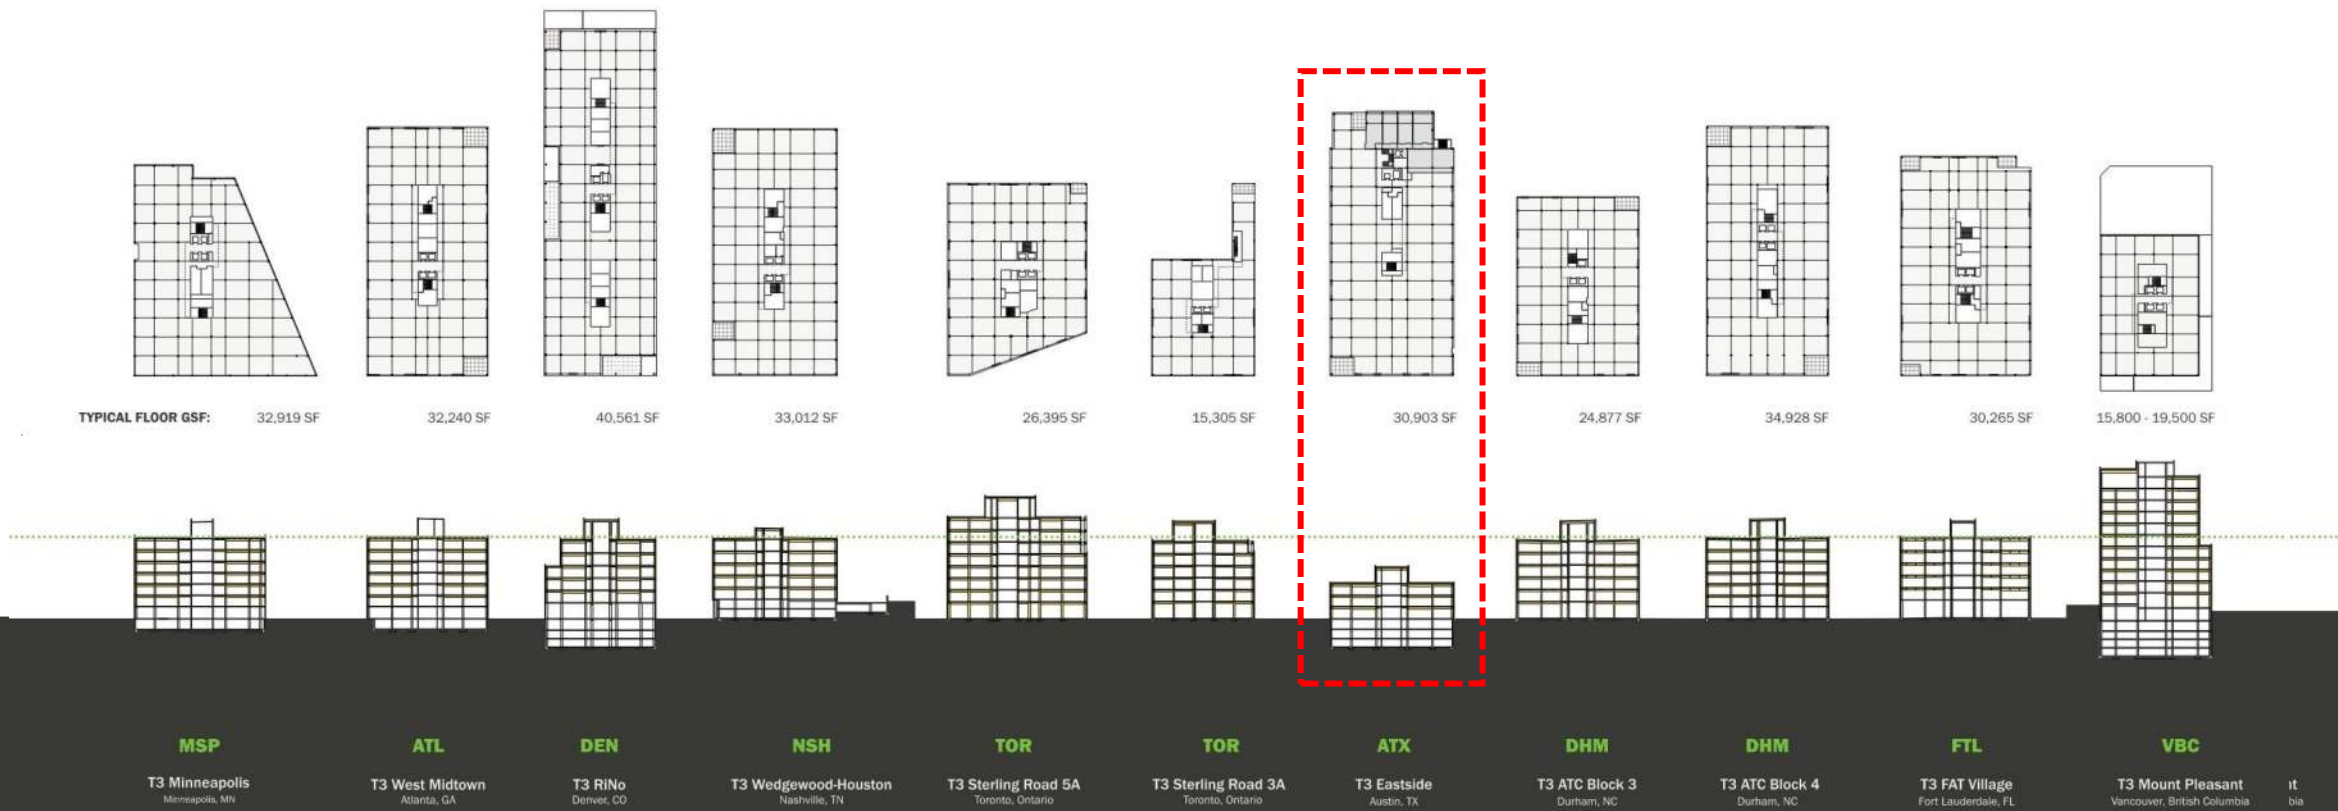 TYPICAL FLOOR GSF: 32,919 SF 32,240 SF 40,561 SF 33,012 SF 26,395 SF 15,305 SF 30,903 SF 24,877 SF 34,928 SF 30,265 SF 15,800 - 19,500 SF
MSP ATL DEN NSH TOR TOR ATX DHM DHM FTL VBC
T3 Minneapolis T3 West Midtown T3 RiNo T3 Wedgewood-Houston T3 Sterling Road 5A T3 Sterling Road 3A T3 Eastside T3 ATC Block 3 T3 ATC Block 4 T3 FAT Village T3 Mount Pleasant nt
Minneapolis, MN Atlanta, GA Denver, CO Nashville, TN Toronto, Ontario Toronto, Ontario Austin, TX Durham, NC Durham, NC Fort Lauderdale, FL Vancouver, British Columbia bia